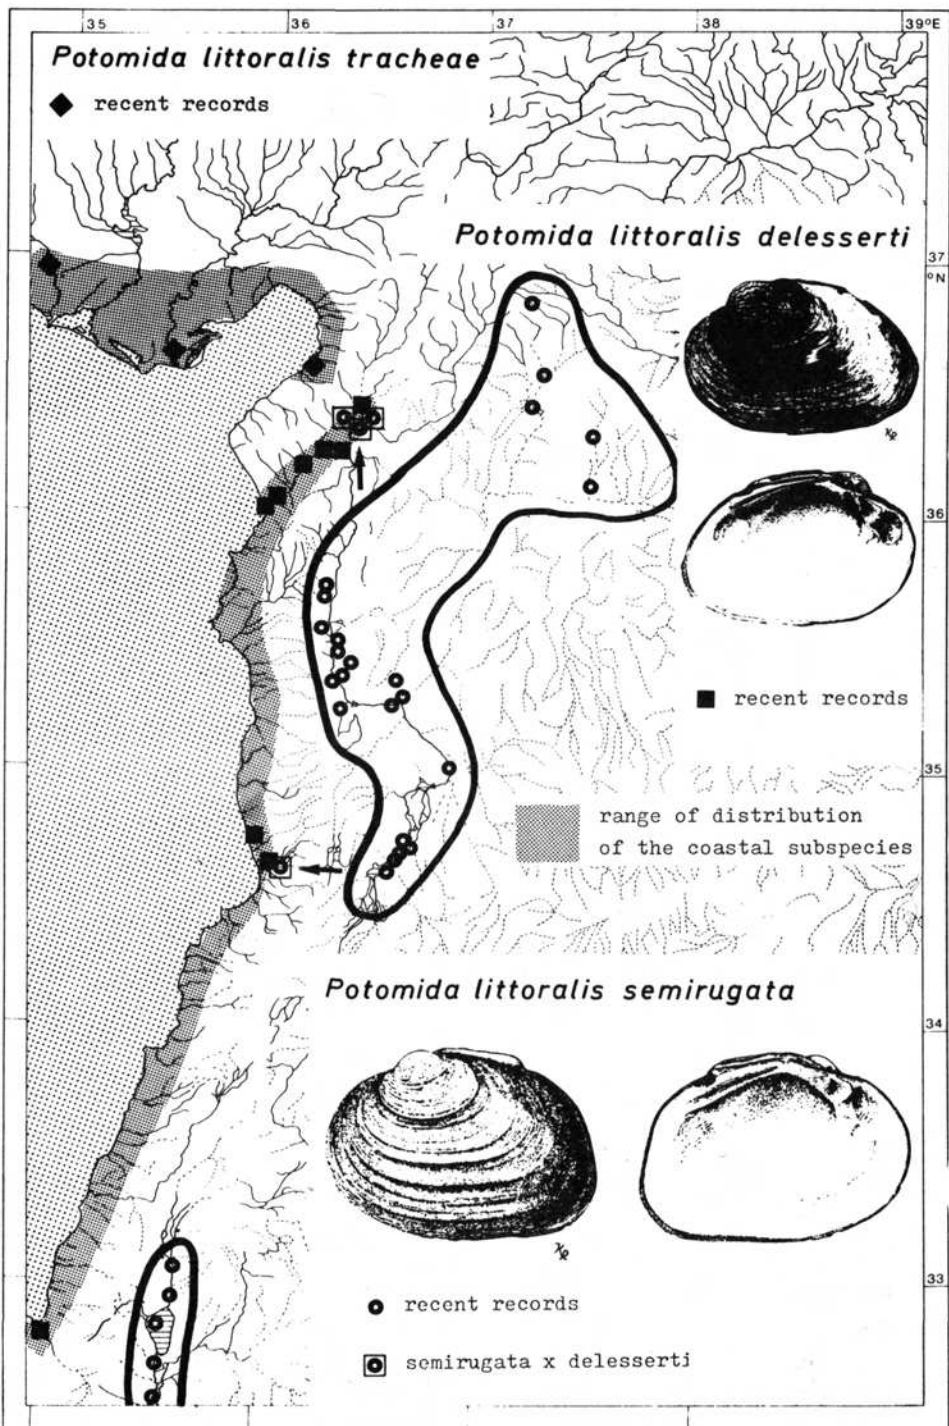 35 36 37 38 39°E
Potomida littoralis tracheae
recent records
Potomida littoralis delesserti
37
°N
36
recent records
35
range of distribution
of the coastal subspecies
Potomida littoralis semirugata
34
33
recent records
semirugata x delesserti